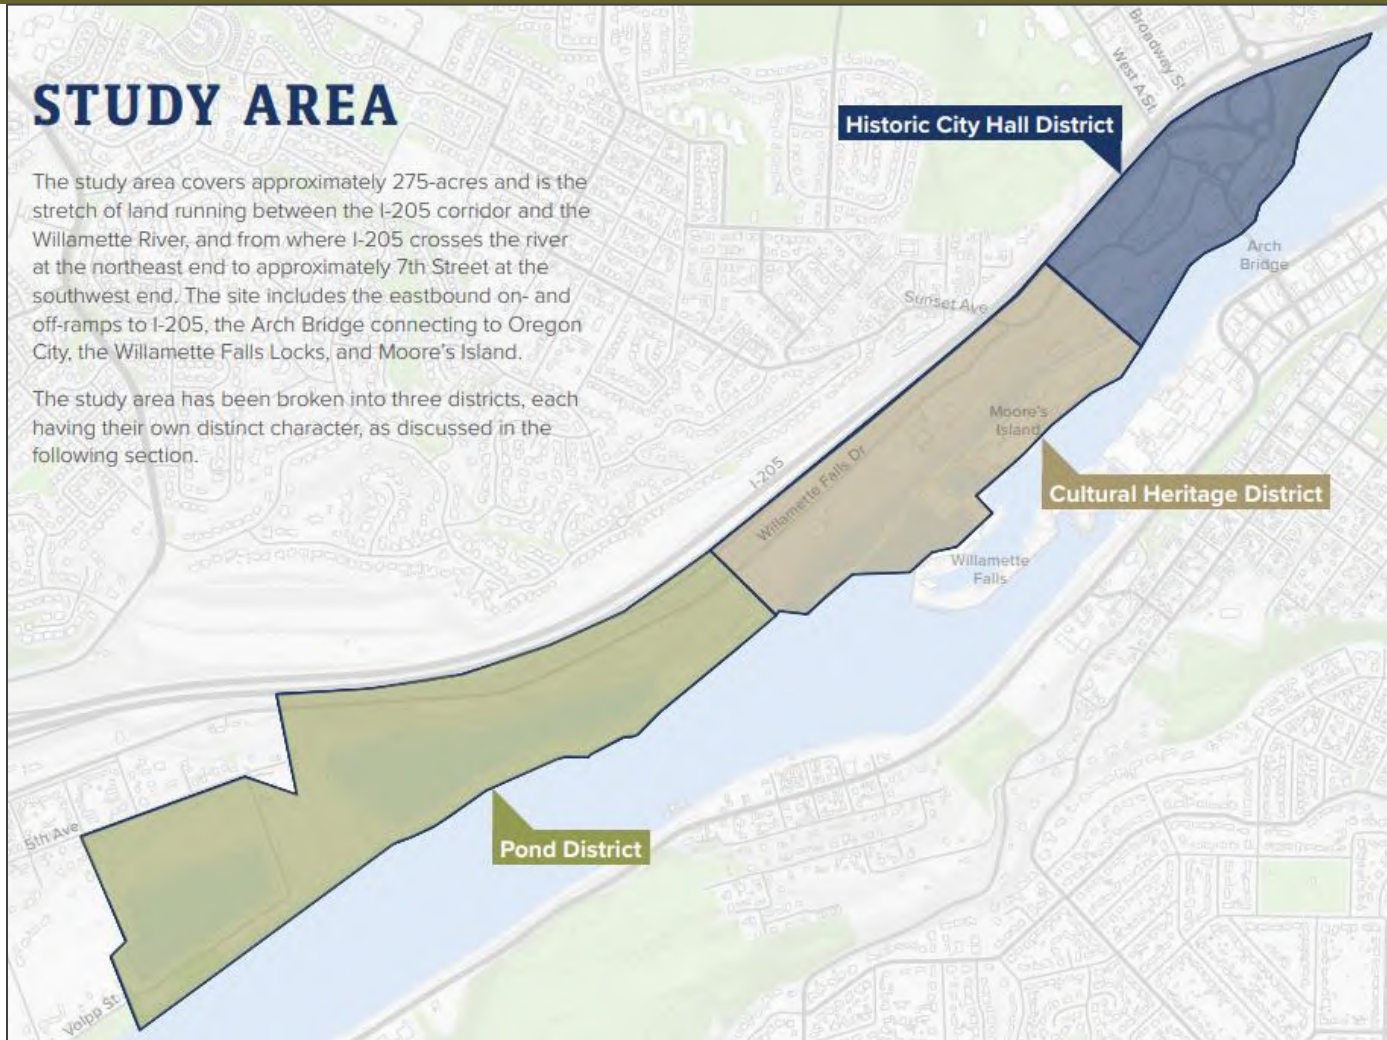 STUDY AREA
The study area covers approximately 275-acres and is the
stretch of land running between the I-205 corridor and the
Willamette River, and from where I-205 crosses the river
at the northeast end to approximately 7th Street at the
southwest end. The site includes the eastbound on- and
off-ramps to I-205, the Arch Bridge connecting to Oregon
City, the Willamette Falls Locks, and Moore's Island.
The study area has been broken into three districts, each
having their own distinct character, as discussed in the
following section.
Broadway St
West A St.
Historic City Hall District
Arch
Bridge
Sunset Ave
Moore's
Island
I-205
Willamette Falls Dr
Cultural Heritage District
Willamette
Falls
5th Ave
Pond District
Volpp St